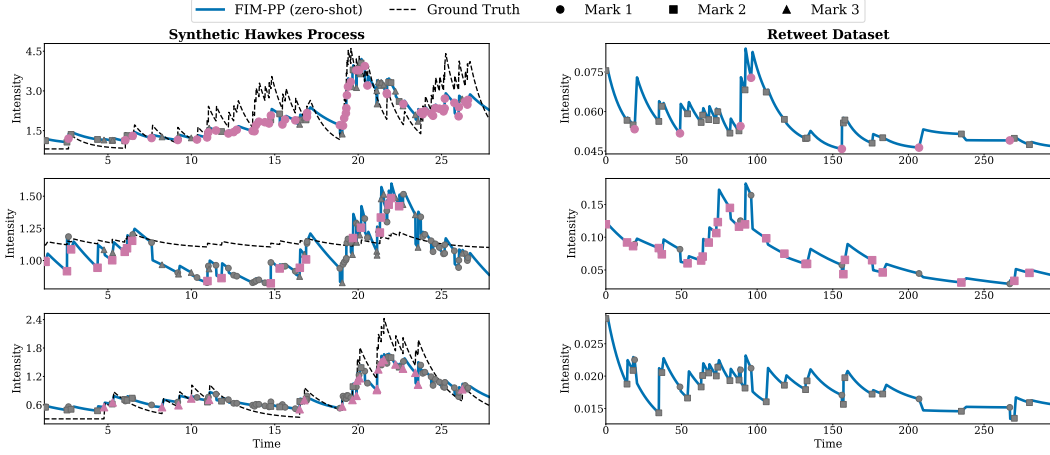 FIM-PP (zero-shot) Ground Truth Mark 1 Mark 2 Mark 3
Synthetic Hawkes Process
Intensity
4.5
3.0
1.5
5 10 15 20 25
Intensity
1.50
1.25
1.00
5 10 15 20 25
Intensity
2.4
1.8
1.2
0.6
5 10 15 20 25
Time
Retweet Dataset
Intensity
0.075
0.060
0.045
0 50 100 150 200 250
Intensity
0.15
0.10
0.05
0 50 100 150 200 250
Intensity
0.025
0.020
0.015
0 50 100 150 200 250
Time